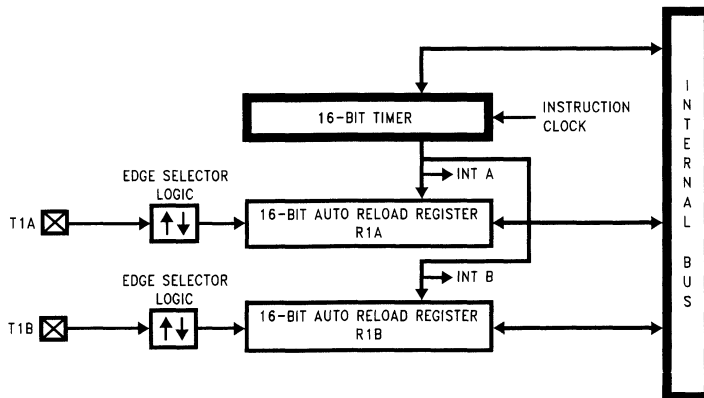 16-BIT TIMER
INSTRUCTION
CLOCK
INT A
EDGE SELECTOR
LOGIC
T1A
16-BIT AUTO RELOAD REGISTER
R1A
INT B
EDGE SELECTOR
LOGIC
T1B
16-BIT AUTO RELOAD REGISTER
R1B
INTERNAL BUS